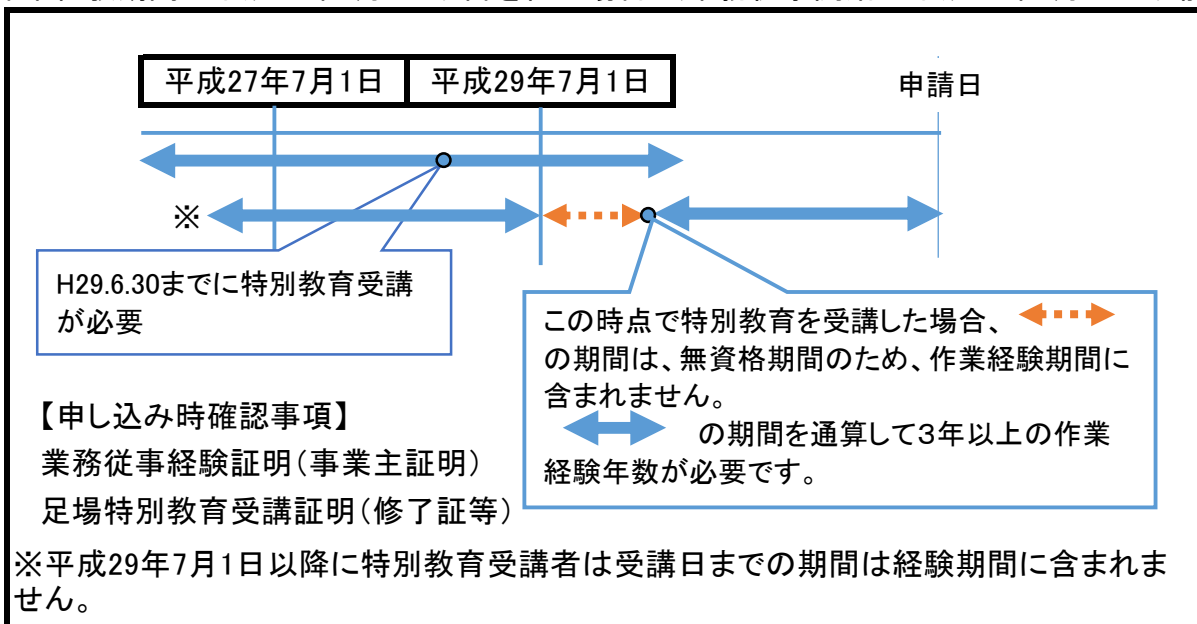 平成27年7月1日
平成29年7月1日
申請日
※
H29.6.30までに特別教育受講
が必要
この時点で特別教育を受講した場合、
の期間は、無資格期間のため、作業経験期間に
含まれません。
の期間を通算して3年以上の作業
経験年数が必要です。
【申し込み時確認事項】
業務従事経験証明(事業主証明)
足場特別教育受講証明(修了証等)
※平成29年7月1日以降に特別教育受講者は受講日までの期間は経験期間に含まれま
せん。